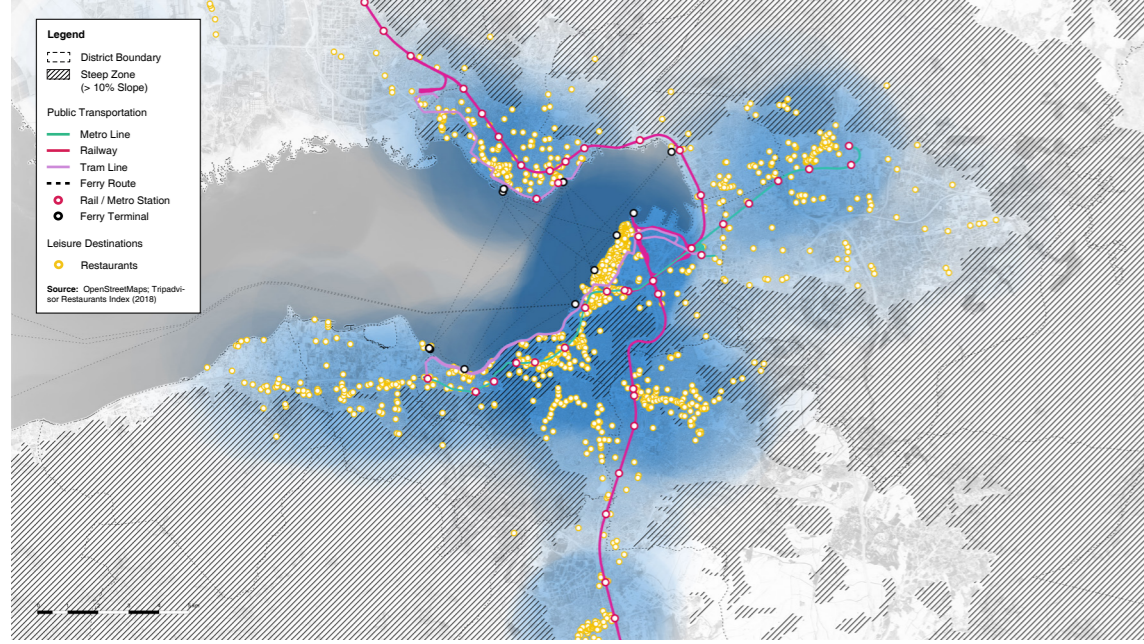 Legend
District Boundary
Steep Zone
(> 10% Slope)
Public Transportation
Metro Line
Railway
Tram Line
Ferry Route
Rail / Metro Station
Ferry Terminal
Leisure Destinations
Restaurants
Source: OpenStreetMaps; Tripadvi-
sor Restaurants Index (2018)